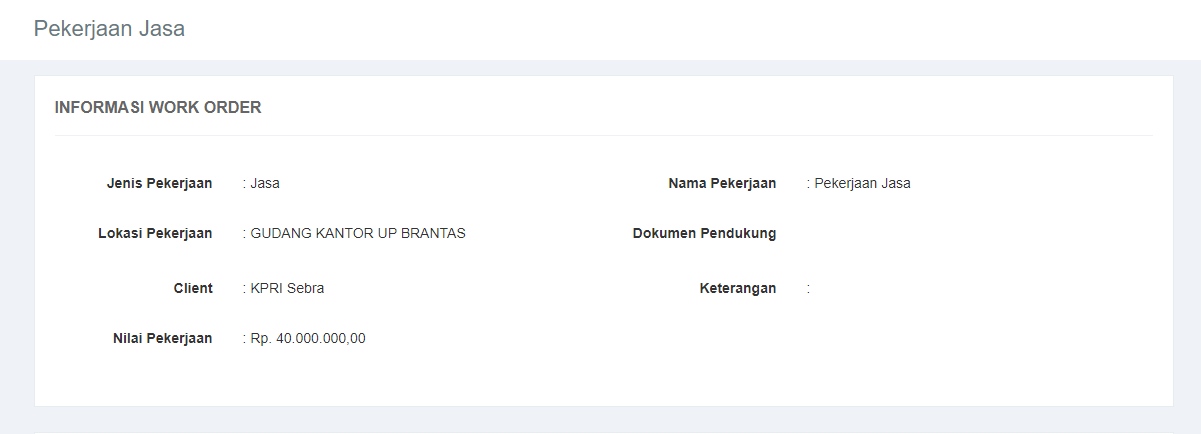 Pekerjaan Jasa
INFORMASI WORK ORDER
Jenis Pekerjaan : Jasa Nama Pekerjaan : Pekerjaan Jasa
Lokasi Pekerjaan : GUDANG KANTOR UP BRANTAS Dokumen Pendukung
Client : KPRI Sebra Keterangan :
Nilai Pekerjaan : Rp. 40.000.000,00